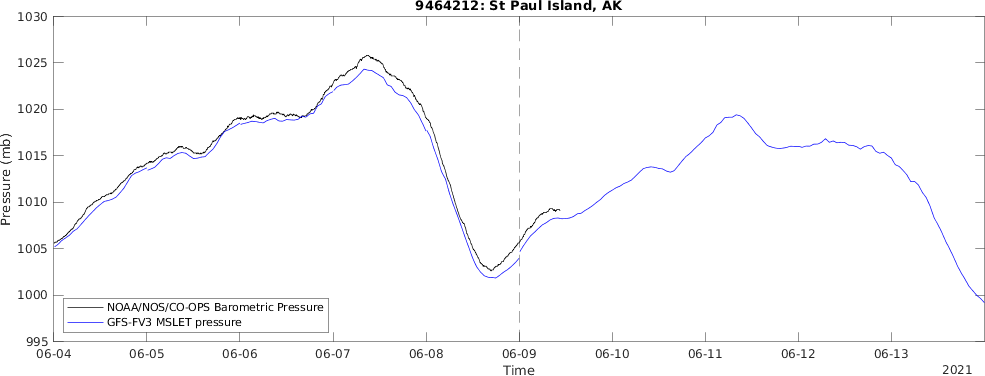 9464212: St Paul Island, AK
1030
1025
1020
1015
1010
1005
1000
995
Pressure (mb)
NOAA/NOS/CO-OPS Barometric Pressure
GFS-FV3 MSLET pressure
06-04 06-05 06-06 06-07 06-08 06-09 06-10 06-11 06-12 06-13
Time
2021